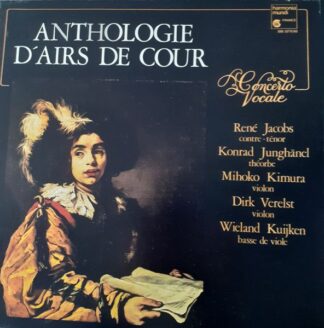 ANTHOLOGIE
D'AIRS DE COUR
harmonia
mundi
FRANCE
Concerto
Vocale
René Jacobs
contre-ténor
Konrad Junghänel
théorbe
Mihoko Kimura
violon
Dirk Verelst
violon
Wieland Kuijken
basse de viole